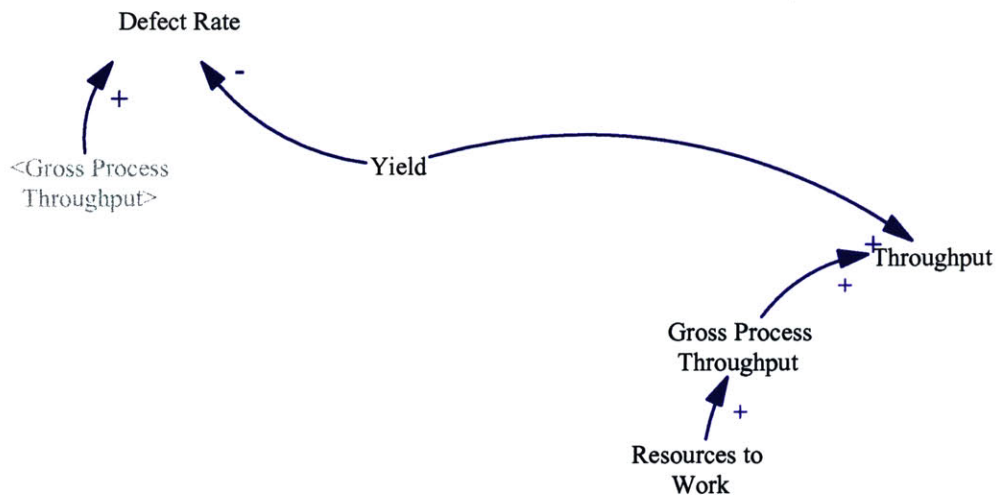 Defect Rate
-
+
<Gross Process
Throughput>
Yield
+
Throughput
+
Gross Process
Throughput
+
Resources to
Work